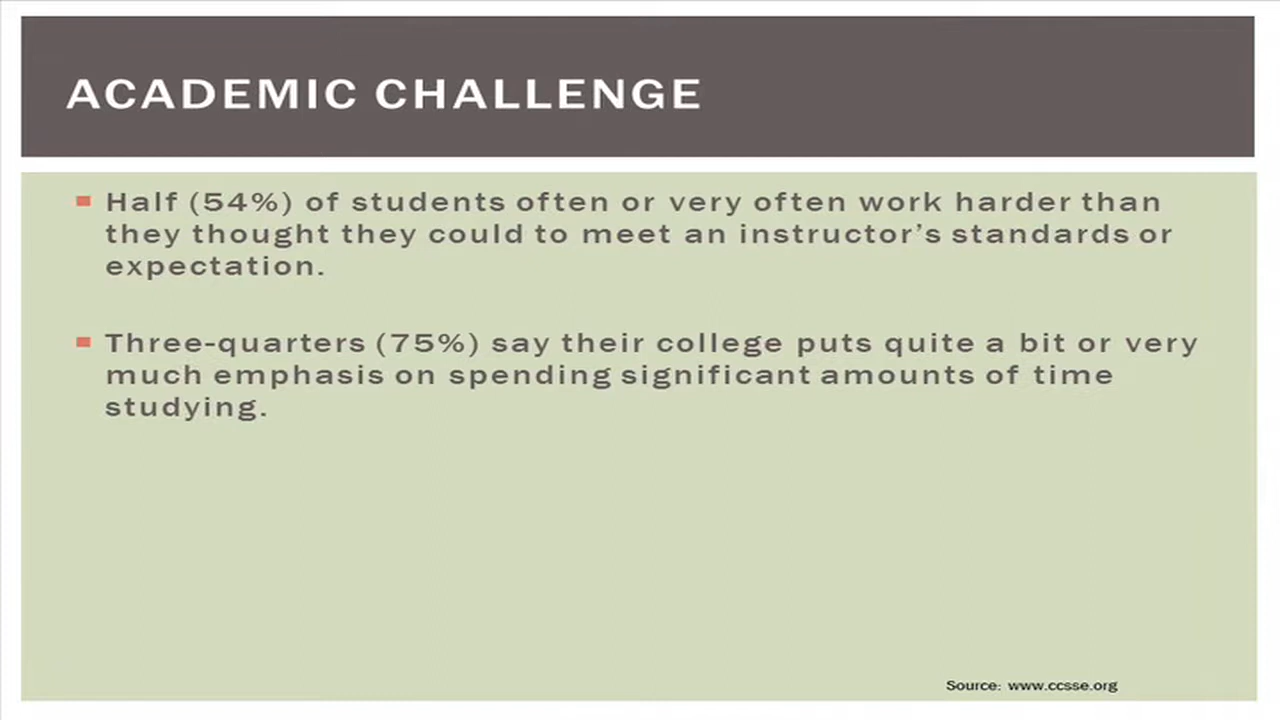 ACADEMIC CHALLENGE
Half (54%) of students often or very often work harder than
they thought they could to meet an instructor’s standards or
expectation.
Three-quarters (75%) say their college puts quite a bit or very
much emphasis on spending significant amounts of time
studying.
Source: www.ccsse.org